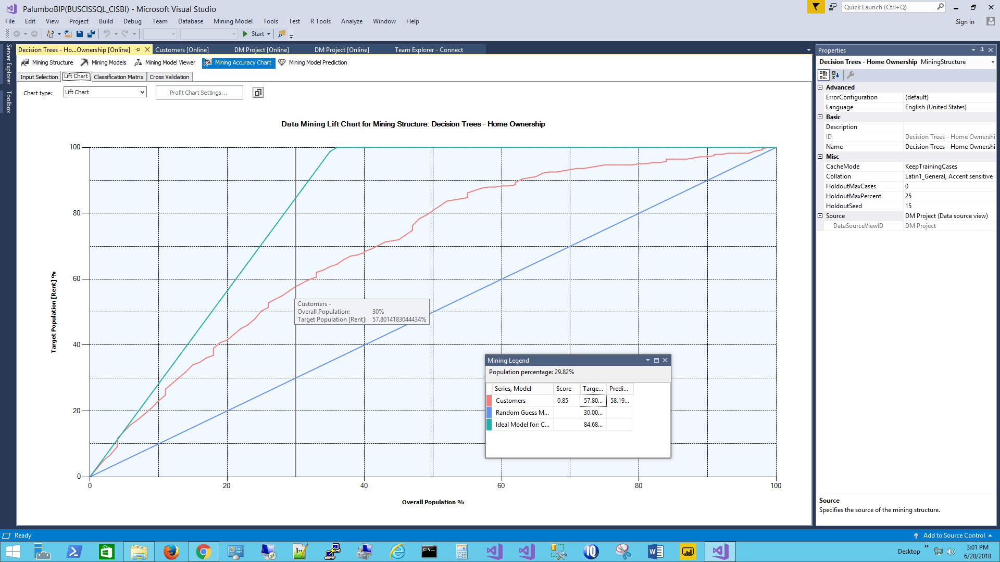 PalumboBIP(BUSCISSQL_CISBI) - Microsoft Visual Studio
Quick Launch (Ctrl+Q)
File Edit View Project Build Debug Team Database Mining Model Tools Test R Tools Analyze Window Help
Sign in
Start
Server Explorer
Toolbox
Decision Trees - Ho...Ownership [Online] Customers [Online] DM Project [Online] DM Project [Online] Team Explorer - Connect
Mining Structure Mining Models Mining Model Viewer Mining Accuracy Chart Mining Model Prediction
Input Selection Lift Chart Classification Matrix Cross Validation
Chart type: Lift Chart Profit Chart Settings...
Data Mining Lift Chart for Mining Structure: Decision Trees - Home Ownership
100
80
60
40
20
0
Target Population [Rent] %
0 20 40 60 80 100
Overall Population %
Customers -
Overall Population: 30%
Target Population [Rent]: 57.8014183044434%
Mining Legend
Population percentage: 29.82%
Series, Model Score Targe... Predi...
Customers 0.85 57.80... 58.19...
Random Guess M... 30.00...
Ideal Model for: C... 84.68...
Properties
Decision Trees - Home Ownership MiningStructure
Advanced
ErrorConfiguration (default)
Language English (United States)
Basic
Description
ID Decision Trees - Home Ownershi
Name Decision Trees - Home Ownershi
Misc
CacheMode KeepTrainingCases
Collation Latin1_General, Accent sensitive
HoldoutMaxCases 0
HoldoutMaxPercent 25
HoldoutSeed 15
Source DM Project (Data source view)
DataSourceViewID DM Project
Source
Specifies the source of the mining structure.
Ready
Add to Source Control
Desktop
3:01 PM
6/28/2018